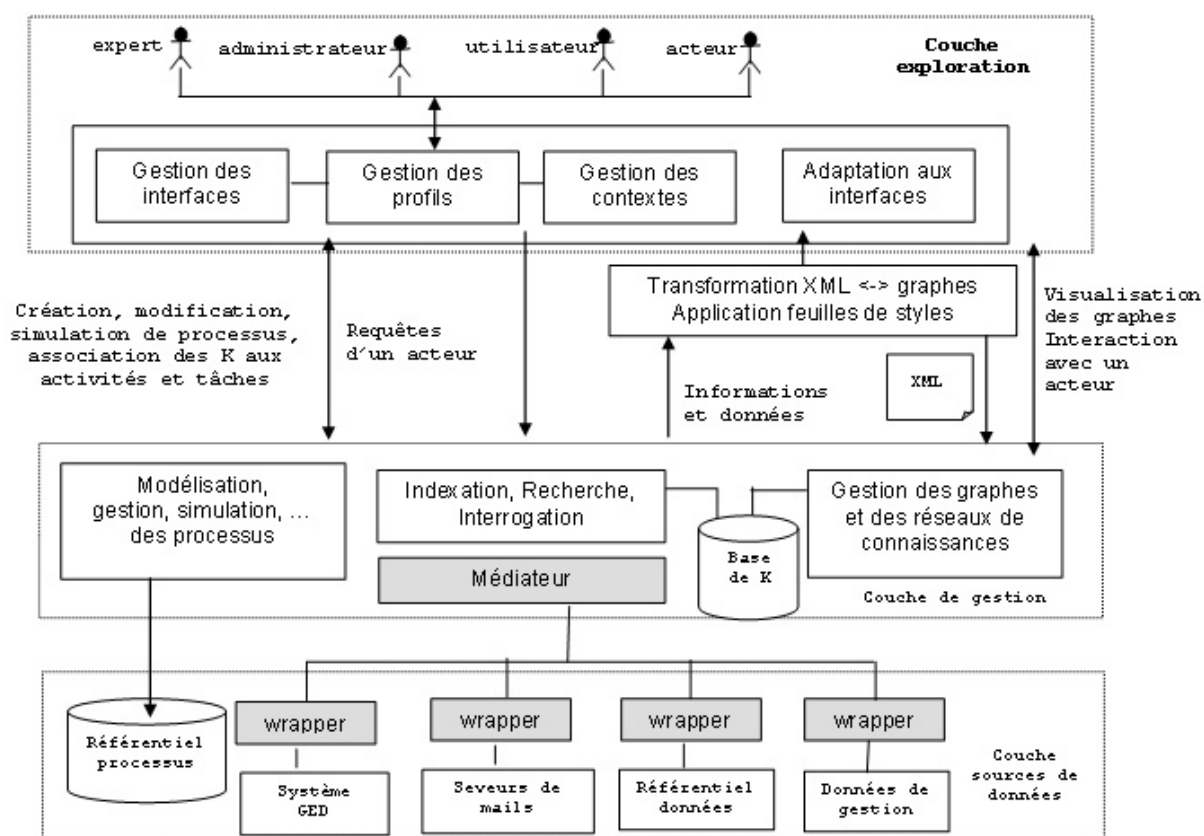 expert
administrateur
utilisateur
acteur
Couche
exploration
Gestion des
interfaces
Gestion des
profils
Gestion des
contextes
Adaptation aux
interfaces
Création, modification,
simulation de processus,
association des K aux
activités et tâches
Requêtes
d'un acteur
Transformation XML <-> graphes
Application feuilles de styles
Informations
et données
XML
Visualisation
des graphes
Interaction
avec un
acteur
Modélisation,
gestion, simulation, ...
des processus
Indexation, Recherche,
Interrogation
Médiateur
Base
de K
Gestion des graphes
et des réseaux de
connaissances
Couche de gestion
Référentiel
processus
wrapper
wrapper
wrapper
wrapper
Système
GED
Seveurs de
mails
Référentiel
données
Données de
gestion
Couche
sources de
données